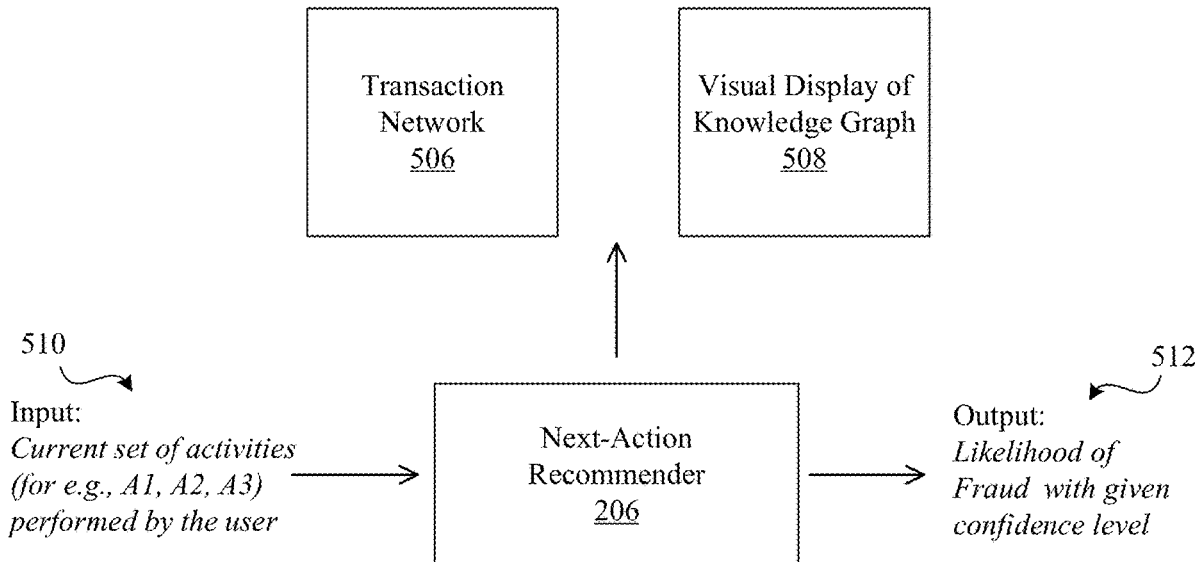 Transaction
Network
506
Visual Display of
Knowledge Graph
508
510
Input:
Current set of activities
(for e.g., A1, A2, A3)
performed by the user
Next-Action
Recommender
206
512
Output:
Likelihood of
Fraud with given
confidence level